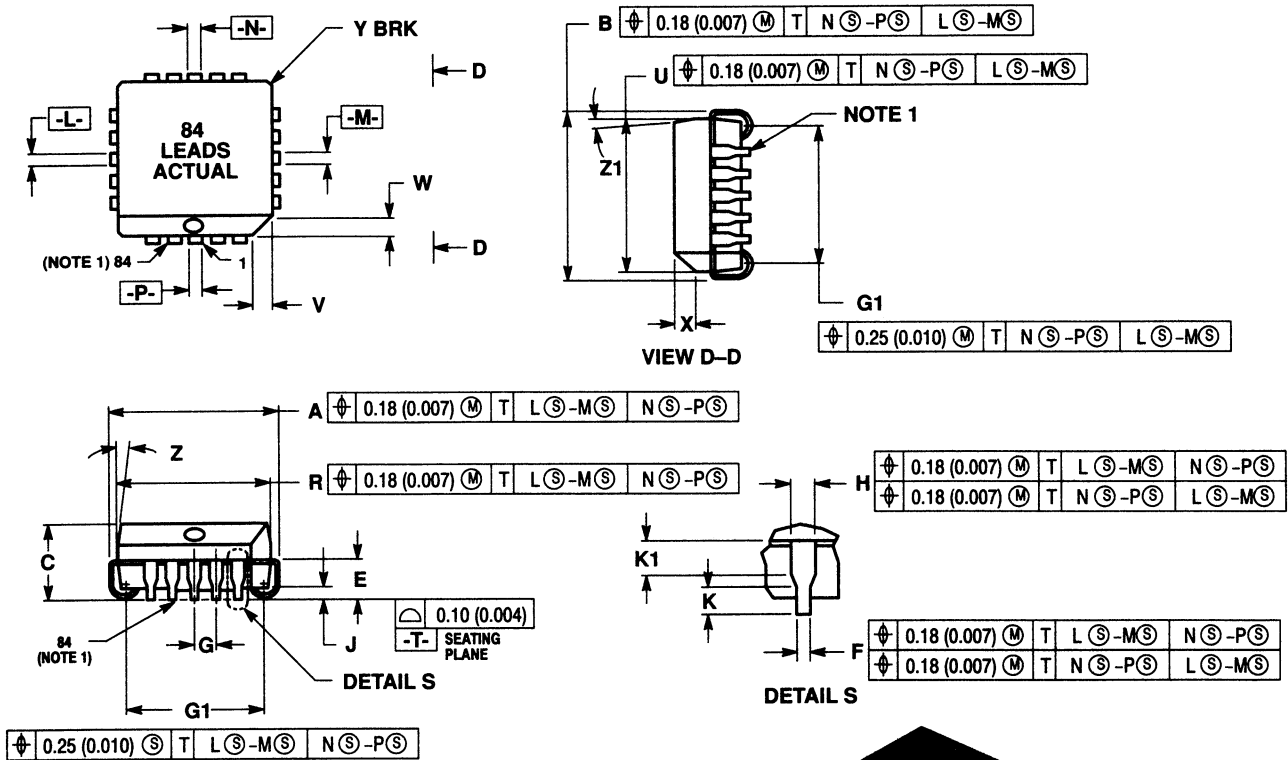 -N-
Y BRK
D
-L-
-M-
84
LEADS
ACTUAL
W
(NOTE 1) 84
1
D
-P-
V
B ⌖ 0.18 (0.007) Ⓜ T N Ⓢ -P Ⓢ L Ⓢ -M Ⓢ
U ⌖ 0.18 (0.007) Ⓜ T N Ⓢ -P Ⓢ L Ⓢ -M Ⓢ
NOTE 1
Z1
G1
X
⌖ 0.25 (0.010) Ⓜ T N Ⓢ -P Ⓢ L Ⓢ -M Ⓢ
VIEW D–D
A ⌖ 0.18 (0.007) Ⓜ T L Ⓢ -M Ⓢ N Ⓢ -P Ⓢ
Z
R ⌖ 0.18 (0.007) Ⓜ T L Ⓢ -M Ⓢ N Ⓢ -P Ⓢ
C
E
⌓ 0.10 (0.004)
-T- SEATING
PLANE
84
(NOTE 1)
G
J
DETAIL S
G1
⌖ 0.25 (0.010) Ⓢ T L Ⓢ -M Ⓢ N Ⓢ -P Ⓢ
H ⌖ 0.18 (0.007) Ⓜ T L Ⓢ -M Ⓢ N Ⓢ -P Ⓢ
⌖ 0.18 (0.007) Ⓜ T N Ⓢ -P Ⓢ L Ⓢ -M Ⓢ
K1
K
F ⌖ 0.18 (0.007) Ⓜ T L Ⓢ -M Ⓢ N Ⓢ -P Ⓢ
⌖ 0.18 (0.007) Ⓜ T N Ⓢ -P Ⓢ L Ⓢ -M Ⓢ
DETAIL S